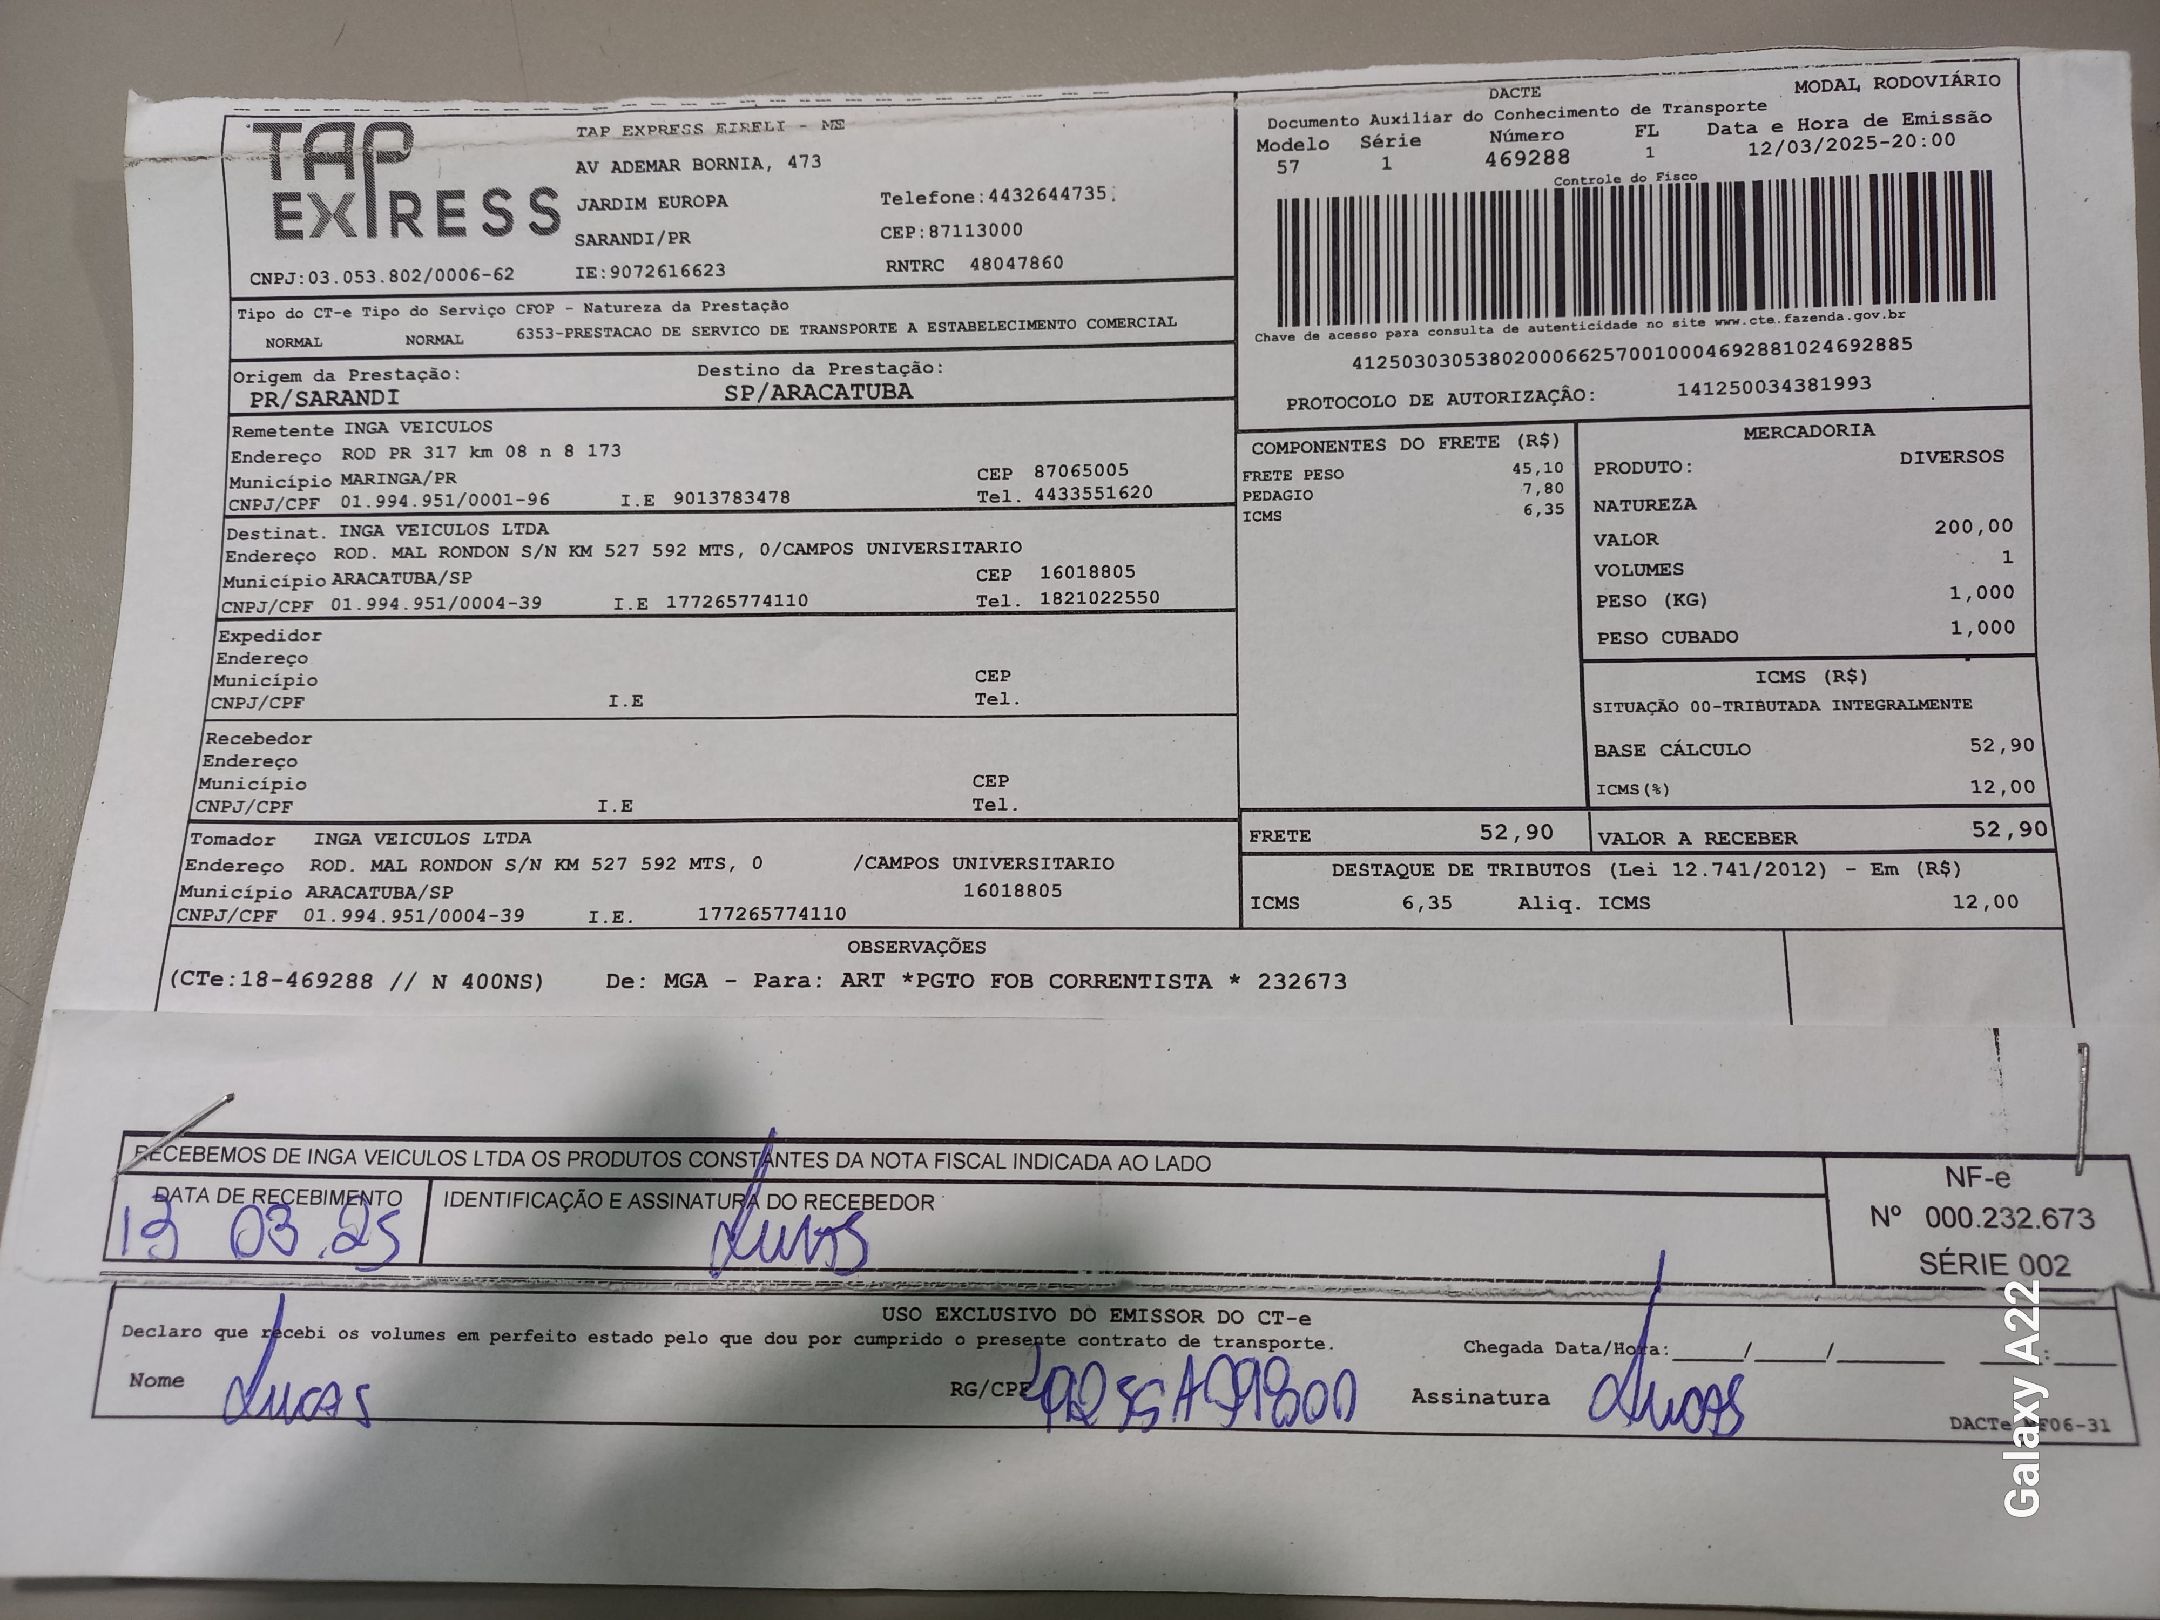 TAP EXPRESS
TAP EXPRESS EIRELI - ME
AV ADEMAR BORNIA, 473
JARDIM EUROPA Telefone:4432644735
SARANDI/PR CEP:87113000
CNPJ:03.053.802/0006-62 IE:9072616623 RNTRC 48047860
DACTE MODAL RODOVIÁRIO
Documento Auxiliar do Conhecimento de Transporte
Modelo Série Número FL Data e Hora de Emissão
57 1 469288 1 12/03/2025-20:00
Controle do Fisco
Chave de acesso para consulta de autenticidade no site www.cte.fazenda.gov.br
41250303053802000662570010004692881024692885
PROTOCOLO DE AUTORIZAÇÂO: 141250034381993
Tipo do CT-e Tipo do Serviço CFOP - Natureza da Prestação
NORMAL NORMAL 6353-PRESTACAO DE SERVICO DE TRANSPORTE A ESTABELECIMENTO COMERCIAL
Origem da Prestação: Destino da Prestação:
PR/SARANDI SP/ARACATUBA
Remetente INGA VEICULOS
Endereço ROD PR 317 km 08 n 8 173
Município MARINGA/PR CEP 87065005
CNPJ/CPF 01.994.951/0001-96 I.E 9013783478 Tel. 4433551620
Destinat. INGA VEICULOS LTDA
Endereço ROD. MAL RONDON S/N KM 527 592 MTS, 0/CAMPOS UNIVERSITARIO
Município ARACATUBA/SP CEP 16018805
CNPJ/CPF 01.994.951/0004-39 I.E 177265774110 Tel. 1821022550
Expedidor
Endereço
Município CEP
CNPJ/CPF I.E Tel.
Recebedor
Endereço
Município CEP
CNPJ/CPF I.E Tel.
Tomador INGA VEICULOS LTDA
Endereço ROD. MAL RONDON S/N KM 527 592 MTS, 0 /CAMPOS UNIVERSITARIO
Município ARACATUBA/SP 16018805
CNPJ/CPF 01.994.951/0004-39 I.E. 177265774110
COMPONENTES DO FRETE (R$)
FRETE PESO 45,10
PEDAGIO 7,80
ICMS 6,35
MERCADORIA
PRODUTO: DIVERSOS
NATUREZA
VALOR 200,00
VOLUMES 1
PESO (KG) 1,000
PESO CUBADO 1,000
ICMS (R$)
SITUAÇÃO 00-TRIBUTADA INTEGRALMENTE
BASE CÁLCULO 52,90
ICMS(%) 12,00
FRETE 52,90 VALOR A RECEBER 52,90
DESTAQUE DE TRIBUTOS (Lei 12.741/2012) - Em (R$)
ICMS 6,35 Aliq. ICMS 12,00
OBSERVAÇÕES
(CTe:18-469288 // N 400NS) De: MGA - Para: ART *PGTO FOB CORRENTISTA * 232673
RECEBEMOS DE INGA VEICULOS LTDA OS PRODUTOS CONSTANTES DA NOTA FISCAL INDICADA AO LADO
DATA DE RECEBIMENTO IDENTIFICAÇÃO E ASSINATURA DO RECEBEDOR
13 03.25 Lucas
NF-e
Nº 000.232.673
SÉRIE 002
USO EXCLUSIVO DO EMISSOR DO CT-e
Declaro que recebi os volumes em perfeito estado pelo que dou por cumprido o presente contrato de transporte. Chegada Data/Hora:_____/_____/________ ___:_____
Nome Lucas RG/CPF Assinatura Lucas
DACTe
Galaxy A22